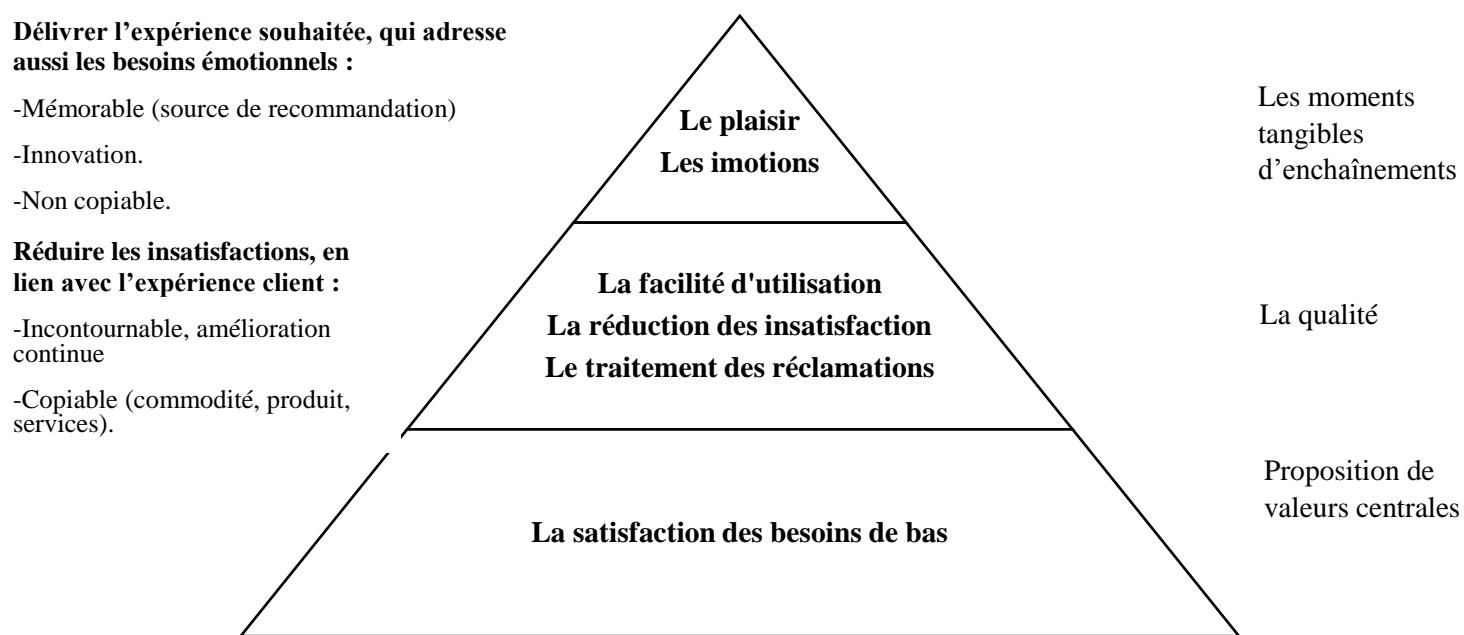 Délivrer l’expérience souhaitée, qui adresse
aussi les besoins émotionnels :
-Mémorable (source de recommandation)
-Innovation.
-Non copiable.
Réduire les insatisfactions, en
lien avec l’expérience client :
-Incontournable, amélioration
continue
-Copiable (commodité, produit,
services).
Le plaisir
Les imotions
La facilité d'utilisation
La réduction des insatisfaction
Le traitement des réclamations
La satisfaction des besoins de bas
Les moments
tangibles
d’enchaînements
La qualité
Proposition de
valeurs centrales